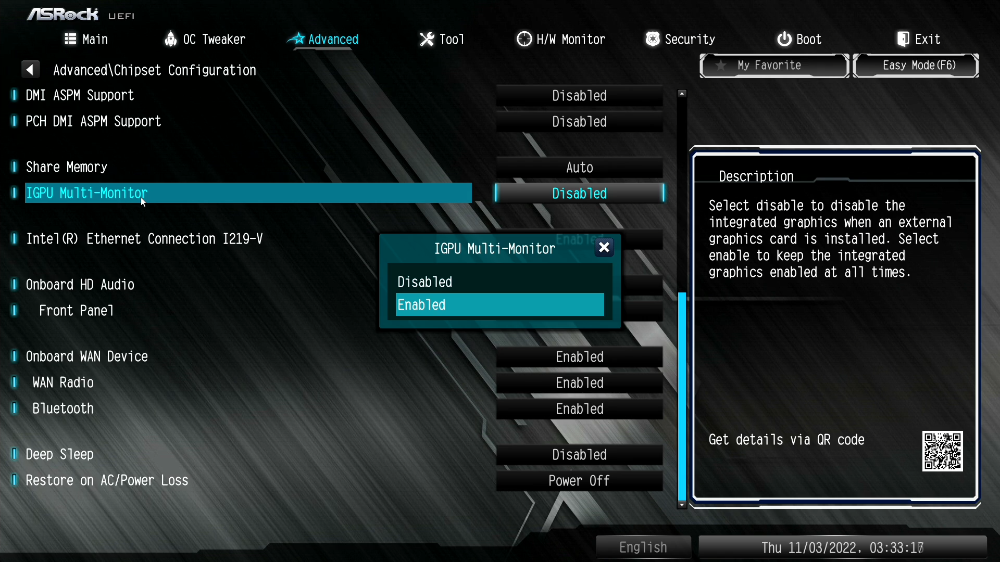 ASRock UEFI
Main OC Tweaker Advanced Tool H/W Monitor Security Boot Exit
My Favorite Easy Mode(F6)
Advanced\Chipset Configuration
DMI ASPM Support Disabled
PCH DMI ASPM Support Disabled
Share Memory Auto
IGPU Multi-Monitor Disabled
Intel(R) Ethernet Connection I219-V Enabled
Onboard HD Audio
Front Panel
Onboard WAN Device Enabled
WAN Radio Enabled
Bluetooth Enabled
Deep Sleep Disabled
Restore on AC/Power Loss Power Off
IGPU Multi-Monitor
Disabled
Enabled
Description
Select disable to disable the
integrated graphics when an external
graphics card is installed. Select
enable to keep the integrated
graphics enabled at all times.
Get details via QR code
English
Thu 11/03/2022,